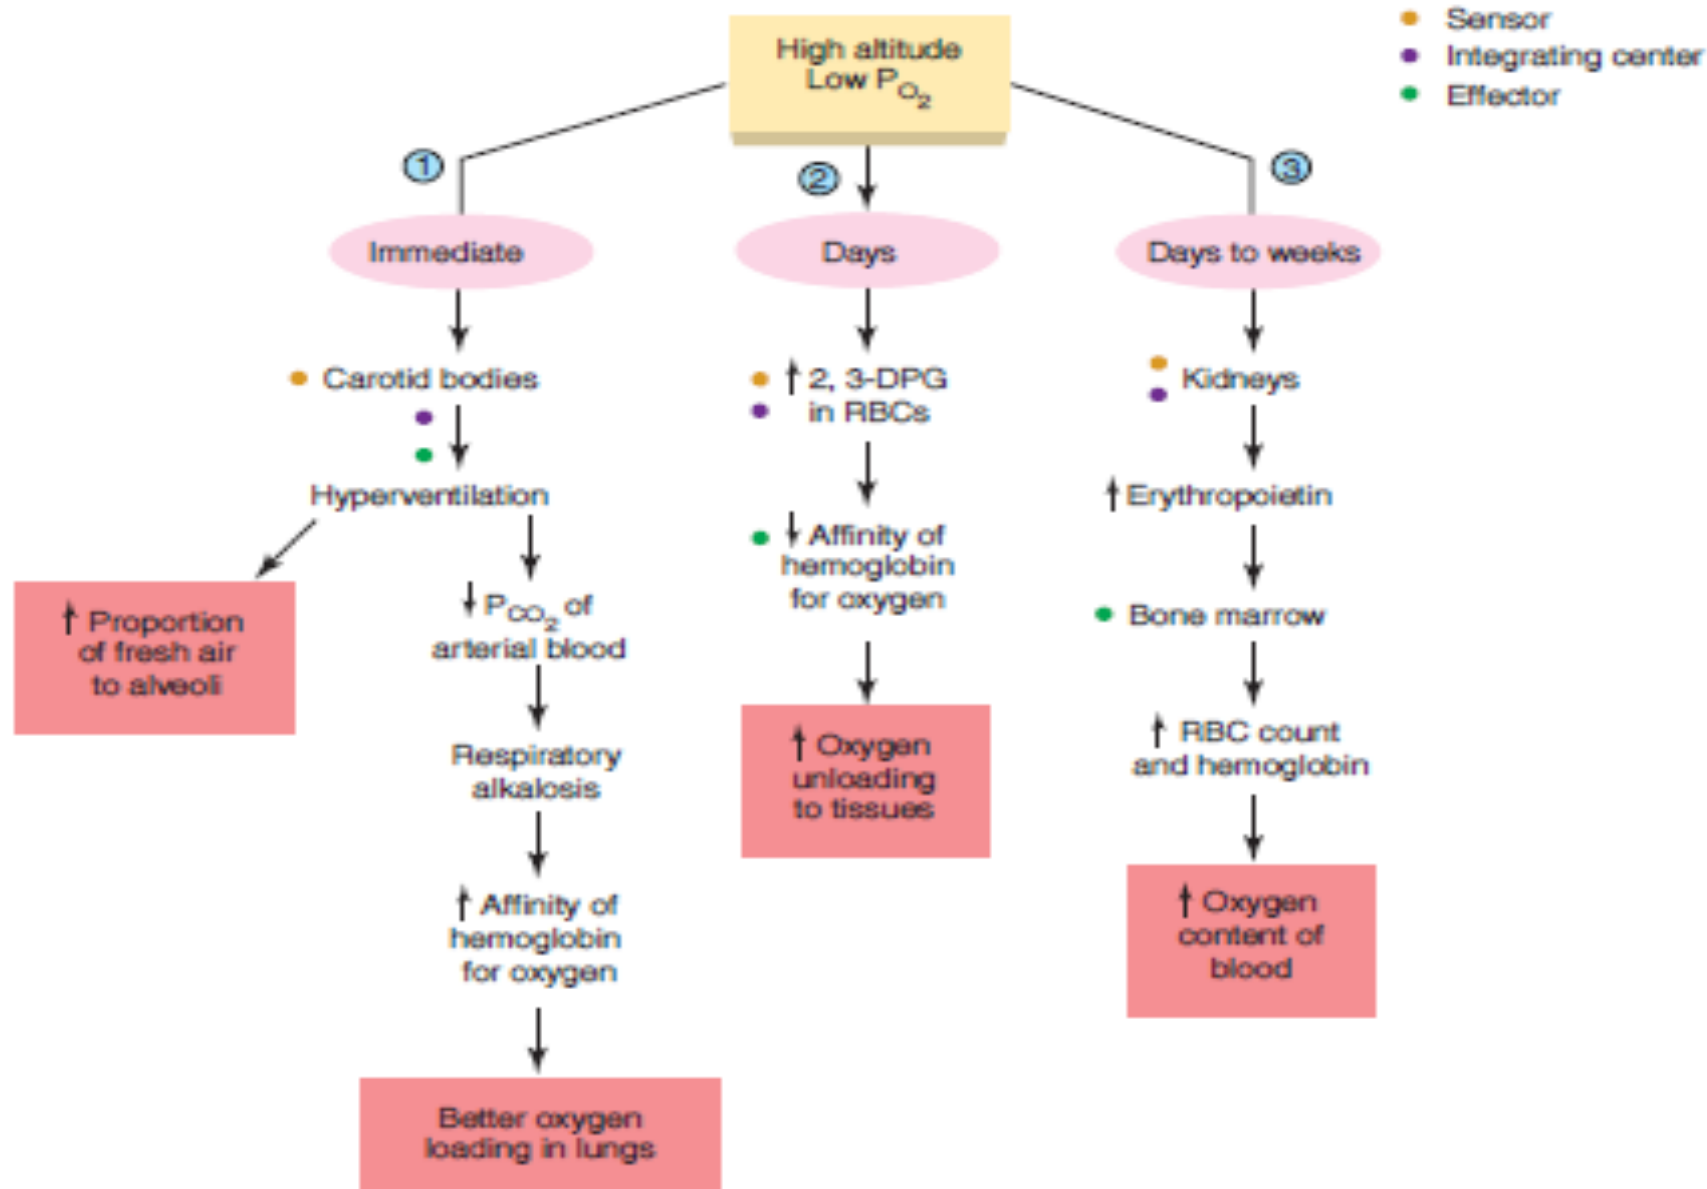 Sensor
Integrating center
Effector
High altitude
Low PO2
1
2
3
Immediate
Days
Days to weeks
Carotid bodies
Hyperventilation
↑ Proportion
of fresh air
to alveoli
↓ PCO2 of
arterial blood
Respiratory
alkalosis
↑ Affinity of
hemoglobin
for oxygen
Better oxygen
loading in lungs
↑ 2, 3-DPG
in RBCs
↓ Affinity of
hemoglobin
for oxygen
↑ Oxygen
unloading
to tissues
Kidneys
↑ Erythropoietin
Bone marrow
↑ RBC count
and hemoglobin
↑ Oxygen
content of
blood